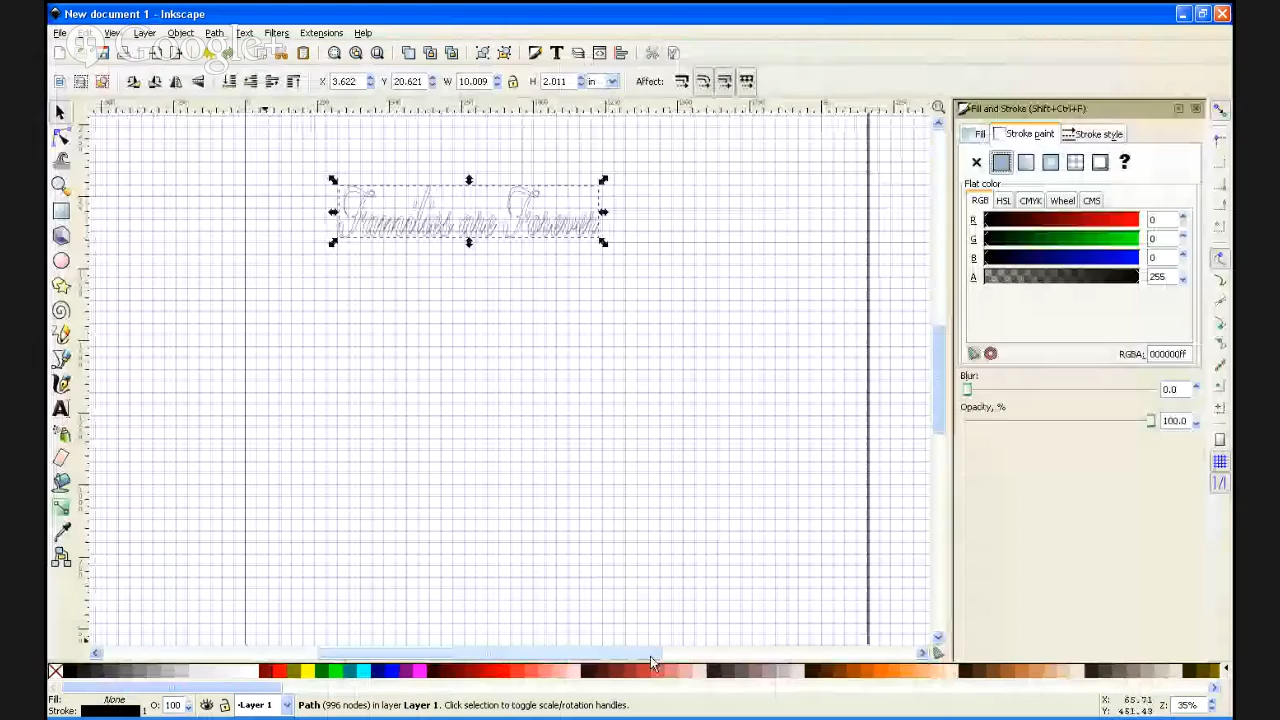 New document 1 - Inkscape
File Edit View Layer Object Path Text Filters Extensions Help
Google+
X 3.622 Y 20.621 W 10.009 H 2.011 in Affect:
Fill and Stroke (Shift+Ctrl+F)
Fill Stroke paint Stroke style
?
Flat color
RGB HSL CMYK Wheel CMS
R 0
G 0
B 0
A 255
RGBA: 000000ff
Blur:
0.0
Opacity, %
100.0
Families are Forever
Fill: None
Stroke: 1
O: 100
Layer 1
Path (996 nodes) in layer Layer 1. Click selection to toggle scale/rotation handles.
X: 65.71
Y: 451.43
Z: 35%